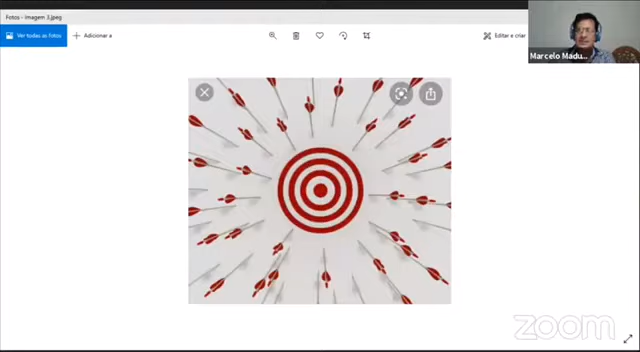 Fotos - Imagem 3.jpeg
Ver todas as fotos
Adicionar a
Editar e criar
Marcelo Madu...
zoom